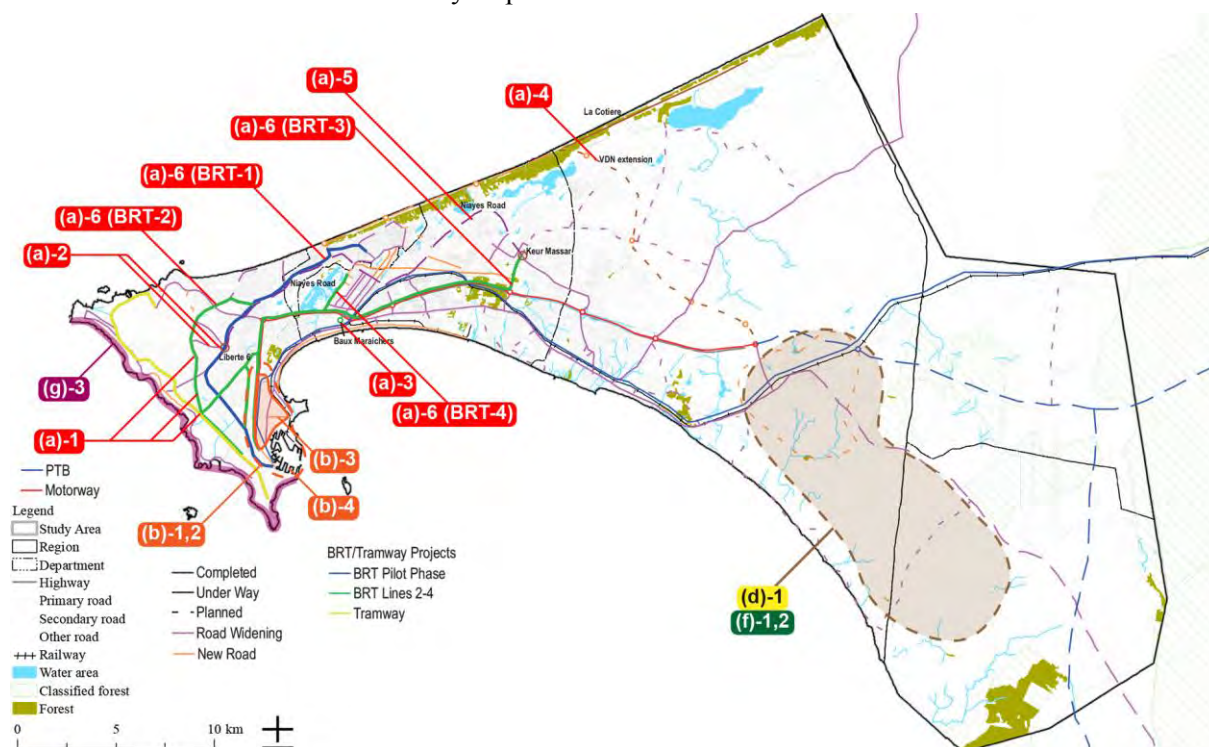 (a)-5
(a)-4
La Cotiere
(a)-6 (BRT-3)
VDN extension
(a)-6 (BRT-1)
Niayes Road
(a)-6 (BRT-2)
Keur Massar
(a)-2
Niayes Road
Liberte 6
Baux Maraichers
(g)-3
(a)-3
(a)-6 (BRT-4)
(a)-1
(b)-3
(b)-4
(b)-1,2
(d)-1
(f)-1,2
PTB
Motorway
Legend
Study Area
Region
Department
Highway
Primary road
Secondary road
Other road
Railway
Water area
Classified forest
Forest
Completed
Under Way
Planned
Road Widening
New Road
BRT/Tramway Projects
BRT Pilot Phase
BRT Lines 2-4
Tramway
0 5 10 km